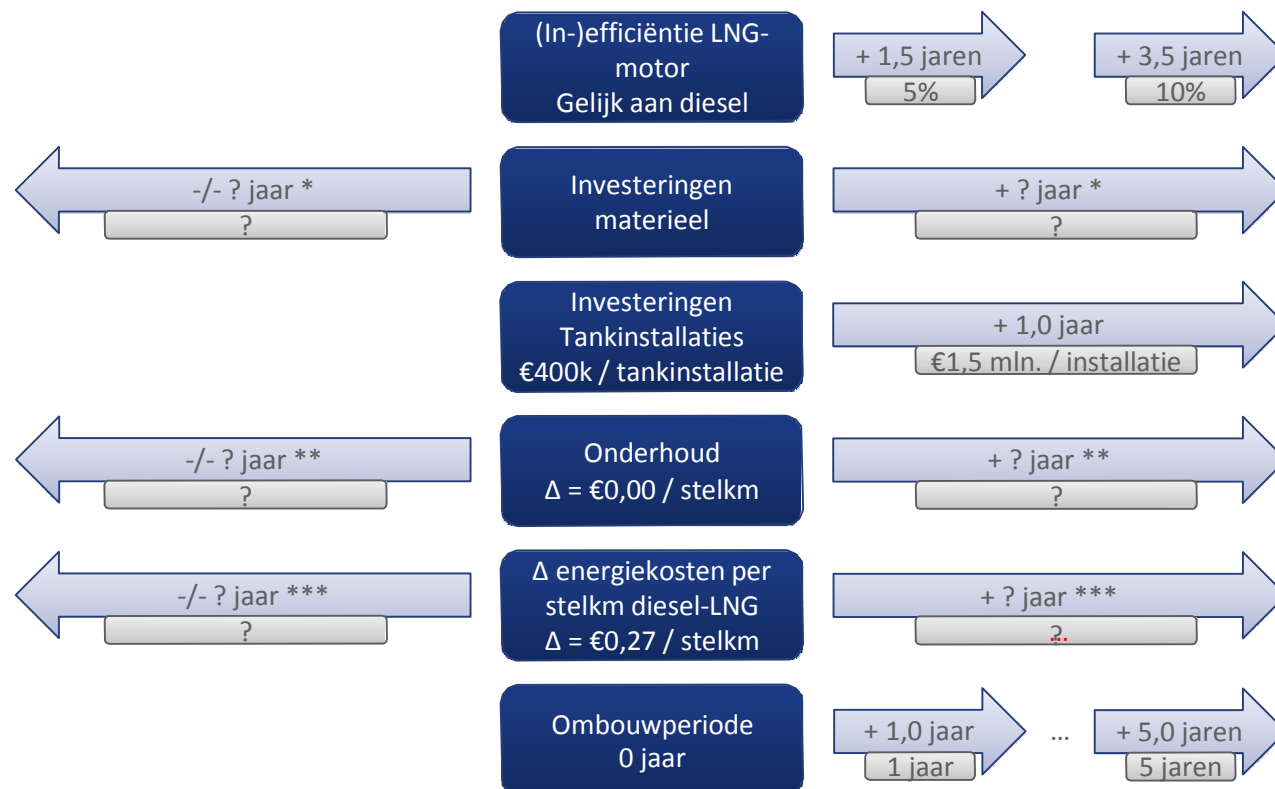 (In-)efficiëntie LNG-
motor
Gelijk aan diesel
+ 1,5 jaren
5%
+ 3,5 jaren
10%
-/- ? jaar *
?
Investeringen
materieel
+ ? jaar *
?
Investeringen
Tankinstallaties
€400k / tankinstallatie
+ 1,0 jaar
€1,5 mln. / installatie
-/- ? jaar **
?
Onderhoud
Δ = €0,00 / stelkm
+ ? jaar **
?
-/- ? jaar ***
?
Δ energiekosten per
stelkm diesel-LNG
Δ = €0,27 / stelkm
+ ? jaar ***
?
...
Ombouwperiode
0 jaar
+ 1,0 jaar
1 jaar
...
+ 5,0 jaren
5 jaren